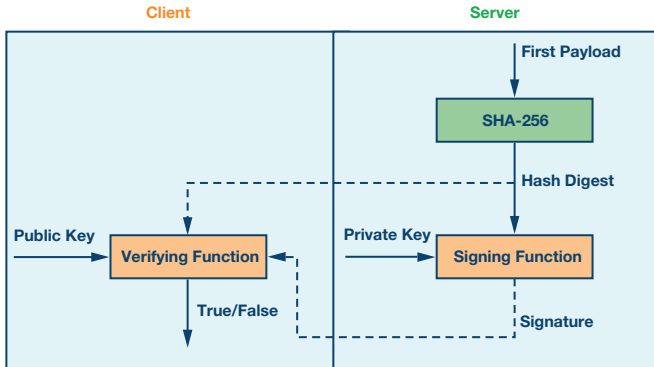 Client
Server
First Payload
SHA-256
Hash Digest
Public Key
Verifying Function
Private Key
Signing Function
True/False
Signature